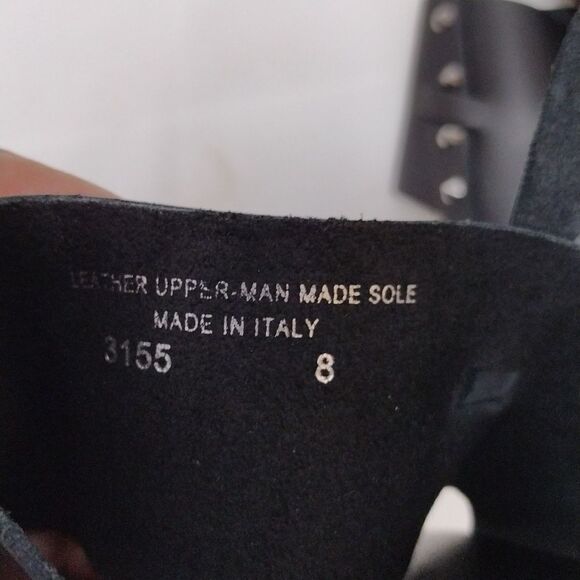 LEATHER UPPER-MAN MADE SOLE
MADE IN ITALY
3155 8